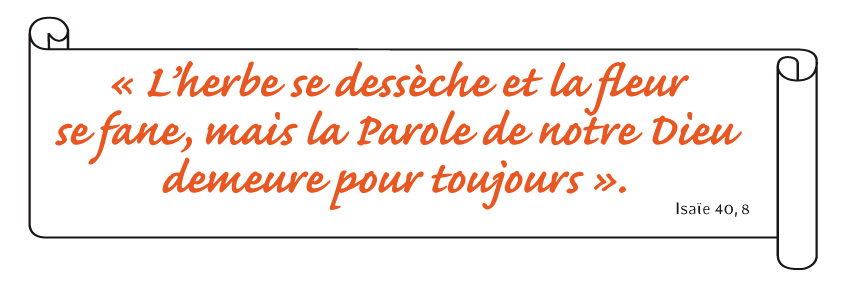 « L’herbe se dessèche et la fleur
se fane, mais la Parole de notre Dieu
demeure pour toujours ».
Isaïe 40, 8